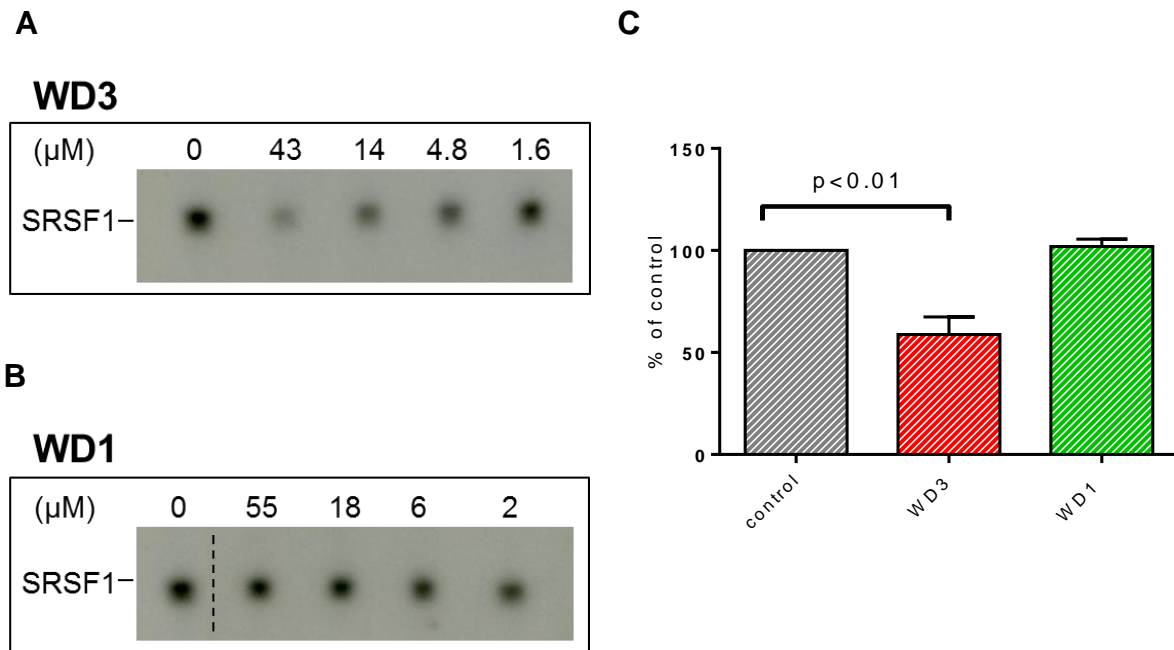 A
WD3
(µM) 0 43 14 4.8 1.6
SRSF1–
B
WD1
(µM) 0 55 18 6 2
SRSF1–
C
% of control
150
100
50
0
p<0.01
control
WD3
WD1